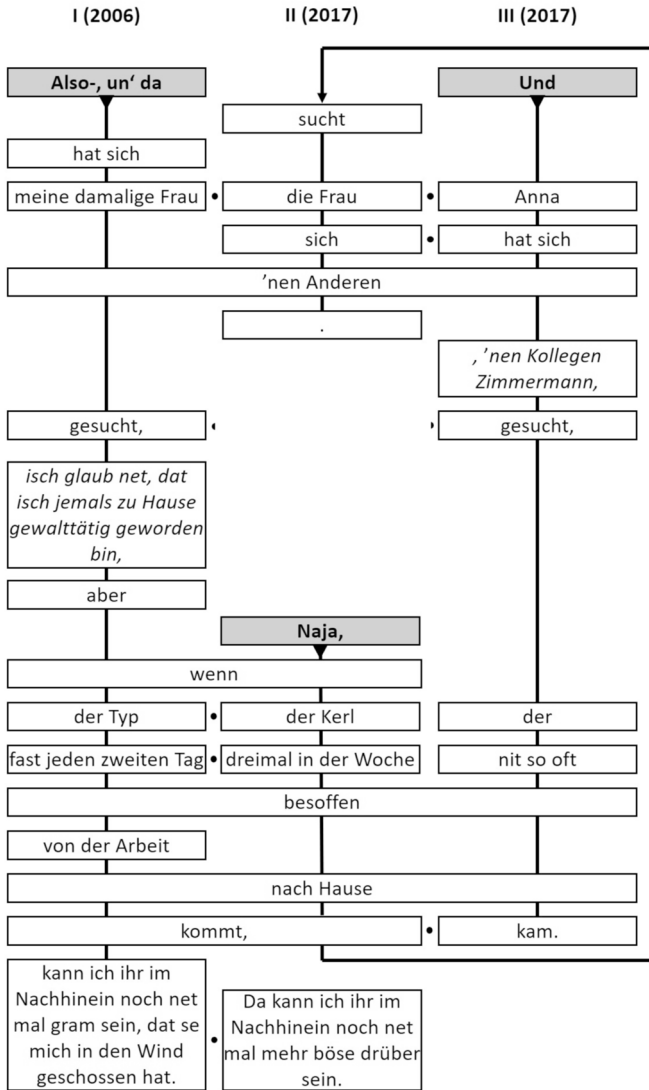 I (2006) II (2017) III (2017)
Also-, un‘ da Und
sucht
hat sich
meine damalige Frau • die Frau • Anna
sich • hat sich
’nen Anderen
.
, ’nen Kollegen
Zimmermann,
gesucht, gesucht,
isch glaub net, dat
isch jemals zu Hause
gewalttätig geworden
bin,
aber
Naja,
wenn
der Typ • der Kerl der
fast jeden zweiten Tag • dreimal in der Woche nit so oft
besoffen
von der Arbeit
nach Hause
kommt, • kam.
kann ich ihr im
Nachhinein noch net
mal gram sein, dat se
mich in den Wind
geschossen hat.
•
Da kann ich ihr im
Nachhinein noch net
mal mehr böse drüber
sein.